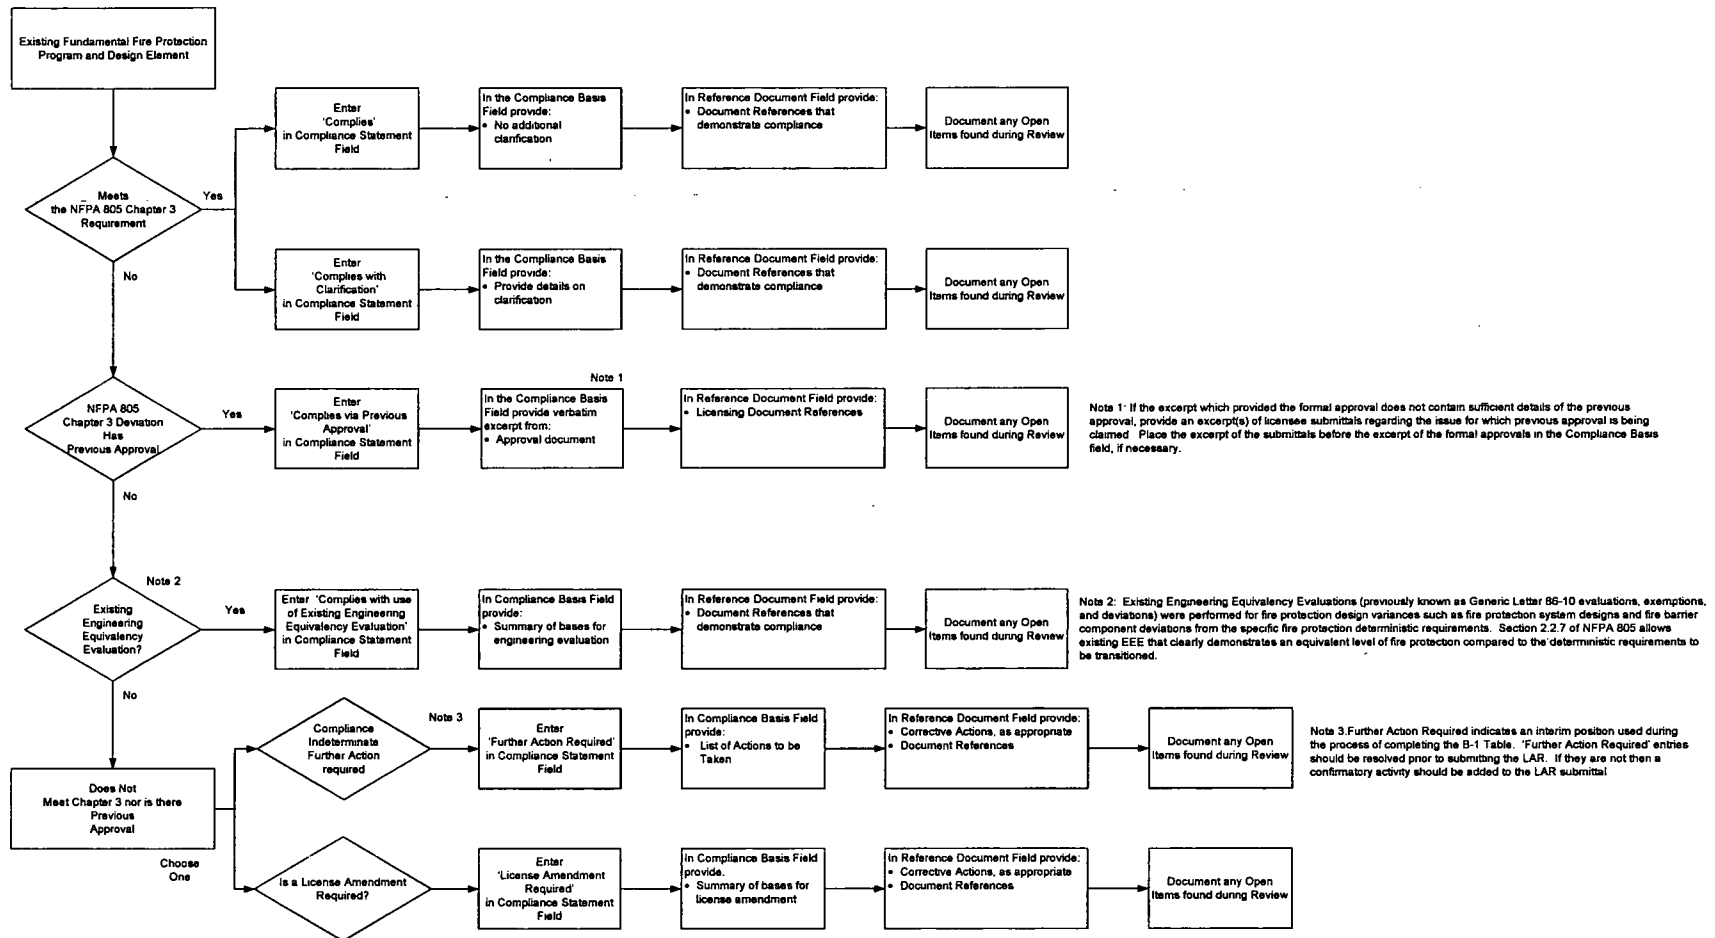 Existing Fundamental Fire Protection
Program and Design Element
Meets
the NFPA 805 Chapter 3
Requirement
Yes
No
Enter
'Complies'
in Compliance Statement
Field
In the Compliance Basis
Field provide:
• No additional
clarification
In Reference Document Field provide:
• Document References that
demonstrate compliance
Document any Open
Items found during Review
Enter
'Complies with
Clarification'
in Compliance Statement
Field
In the Compliance Basis
Field provide:
• Provide details on
clarification
In Reference Document Field provide:
• Document References that
demonstrate compliance
Document any Open
Items found during Review
NFPA 805
Chapter 3 Deviation
Has
Previous Approval
Yes
No
Enter
'Complies via Previous
Approval'
in Compliance Statement
Field
Note 1
In the Compliance Basis
Field provide verbatim
excerpt from:
• Approval document
In Reference Document Field provide:
• Licensing Document References
Document any Open
Items found during Review
Note 1: If the excerpt which provided the formal approval does not contain sufficient details of the previous
approval, provide an excerpt(s) of licensee submittals regarding the issue for which previous approval is being
claimed Place the excerpt of the submittals before the excerpt of the formal approvals in the Compliance Basis
field, if necessary.
Note 2
Existing
Engineering
Equivalency
Evaluation?
Yes
No
Enter 'Complies with use
of Existing Engineering
Equivalency Evaluation'
in Compliance Statement
Field
In Compliance Basis Field
provide:
• Summary of bases for
engineering evaluation
In Reference Document Field provide:
• Document References that
demonstrate compliance
Document any Open
Items found during Review
Note 2: Existing Engineering Equivalency Evaluations (previously known as Generic Letter 86-10 evaluations, exemptions,
and deviations) were performed for fire protection design variances such as fire protection system designs and fire barrier
component deviations from the specific fire protection deterministic requirements. Section 2.2.7 of NFPA 805 allows
existing EEE that clearly demonstrates an equivalent level of fire protection compared to the deterministic requirements to
be transitioned.
Does Not
Meet Chapter 3 nor is there
Previous
Approval
Choose
One
Compliance
Indeterminate
Further Action
required
Note 3
Enter
'Further Action Required'
in Compliance Statement
Field
In Compliance Basis Field
provide:
• List of Actions to be
Taken
In Reference Document Field provide:
• Corrective Actions, as appropriate
• Document References
Document any Open
Items found during Review
Note 3.Further Action Required indicates an interim position used during
the process of completing the B-1 Table. 'Further Action Required' entries
should be resolved prior to submitting the LAR. If they are not then a
confirmatory activity should be added to the LAR submittal
Is a License Amendment
Required?
Enter
'License Amendment
Required'
in Compliance Statement
Field
In Compliance Basis Field
provide.
• Summary of bases for
license amendment
In Reference Document Field provide:
• Corrective Actions, as appropriate
• Document References
Document any Open
Items found during Review